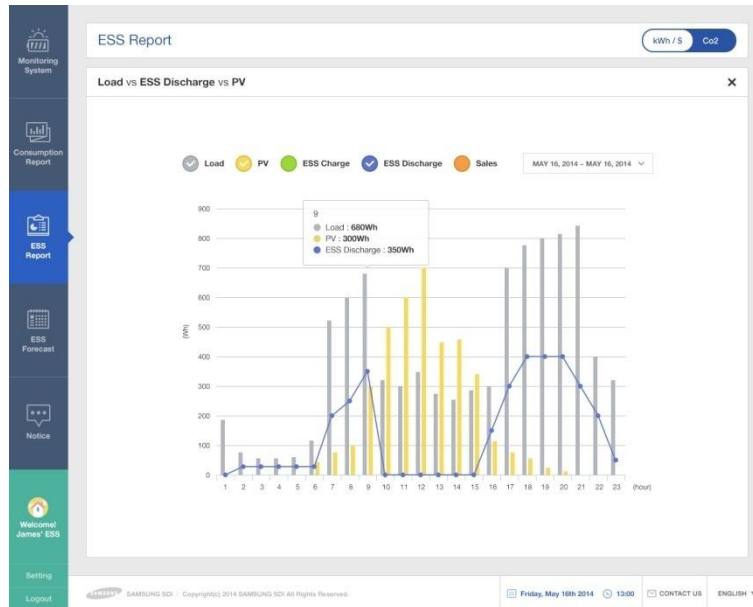 Monitoring
System
Consumption
Report
ESS
Report
ESS
Forecast
Notice
Welcome!
James' ESS
Setting
Logout
ESS Report
kWh / $ Co2
Load vs ESS Discharge vs PV
Load PV ESS Charge ESS Discharge Sales MAY 16, 2014 - MAY 16, 2014
900
800
700
600
500
400
300
200
100
0
(Wh)
9
Load : 680Wh
PV : 300Wh
ESS Discharge : 350Wh
1 2 3 4 5 6 7 8 9 10 11 12 13 14 15 16 17 18 19 20 21 22 23 (hour)
SAMSUNG SAMSUNG SDI Copyright(c) 2014 SAMSUNG SDI All Rights Reserved.
Friday, May 16th 2014 13:00 CONTACT US ENGLISH